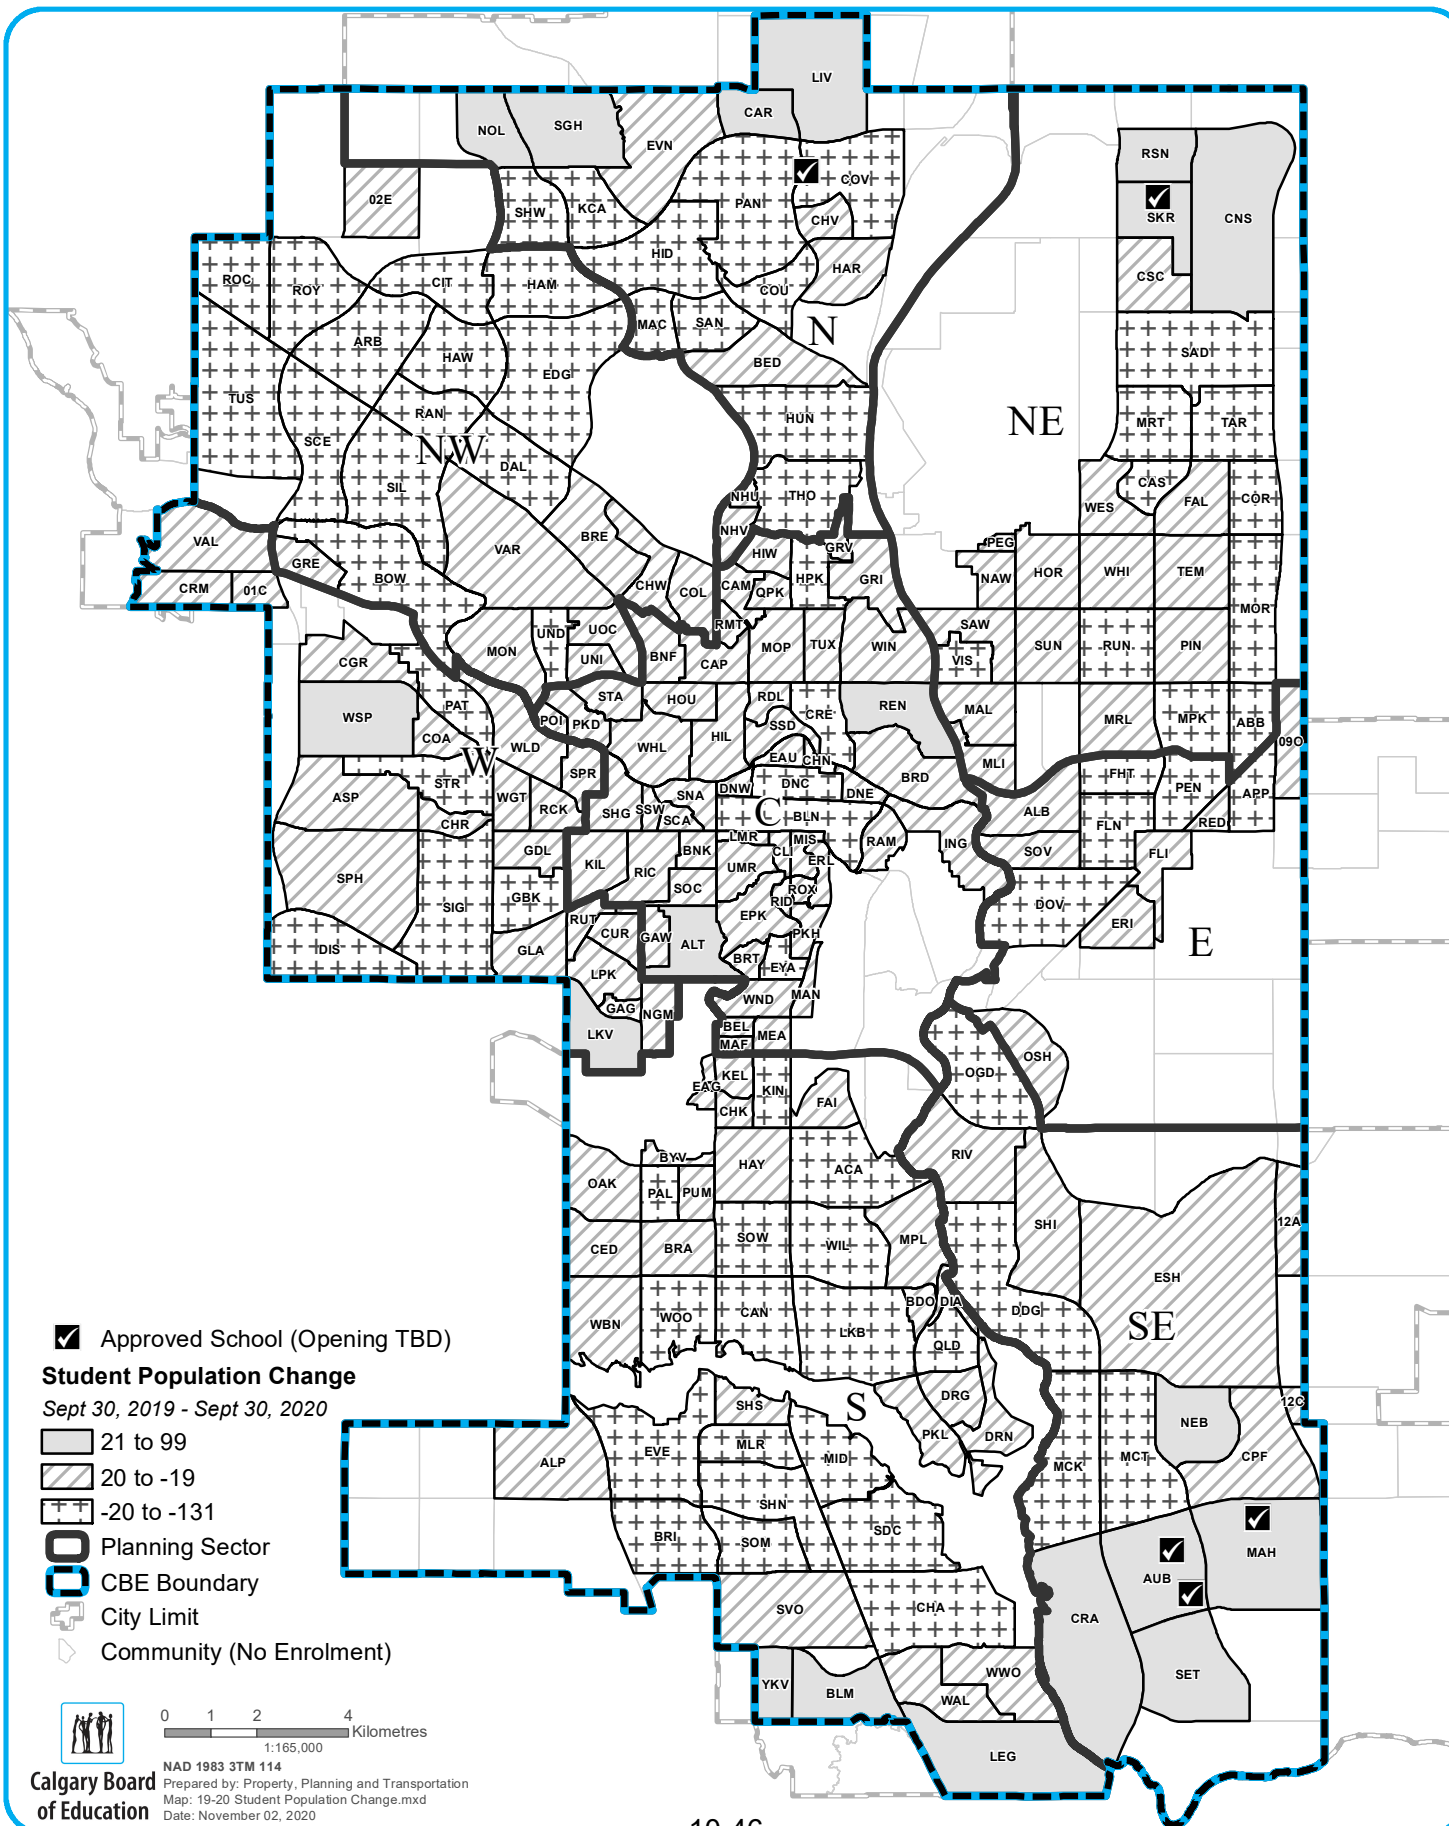 LIV
CAR
NOL
SGH
EVN
RSN
COV
02E
SHW
KCA
PAN
SKR
CNS
CHV
HID
HAR
CSC
ROC
ROY
CIT
HAM
COU
ARB
MAC
SAN
N
SAD
HAW
BED
EDG
TUS
RAN
HUN
NE
MRT
TAR
SCE
NW
DAL
SIL
CAS
NHU
THO
WES
FAL
COR
VAL
VAR
BRE
NHV
HIW
GRV
PEG
GRE
BOW
HPK
GRI
NAW
HOR
WHI
TEM
CRM
01C
CHW
COL
CAM
QPK
MOR
UND
UOC
RMT
SAW
CGR
MON
UNI
BNF
CAP
MOP
TUX
WIN
VIS
SUN
RUN
PIN
PAT
STA
HOU
RDL
REN
MAL
WSP
POI
PKD
SSD
CRE
MRL
MPK
ABB
COA
WLD
WHL
HIL
09O
W
EAU
CHN
MLI
STR
SPR
BRD
FHT
ASP
WGT
RCK
SNA
DNW
DNC
DNE
PEN
APP
SHG
SSW
SCA
C
BLN
ALB
CHR
FLN
RED
GDL
LMR
MIS
RAM
ING
SOV
FLI
KIL
RIC
BNK
UMR
CLI
ERL
SPH
SIG
GBK
SOC
RID
ROX
DOV
RUT
EPK
ERI
DIS
GLA
CUR
GAW
ALT
PKH
E
LPK
BRT
EYA
GAG
NGM
WND
MAN
LKV
BEL
MEA
MAF
OSH
KEL
OGD
EAG
KIN
CHK
FAI
BYV
HAY
ACA
RIV
OAK
PAL
PUM
SHI
12A
CED
BRA
SOW
WIL
MPL
ESH
BDO
DIA
DDG
WBN
WOO
CAN
LKB
SE
QLD
SHS
DRG
12C
S
NEB
PKL
DRN
ALP
EVE
MLR
MID
MCK
MCT
CPF
SHN
BRI
SOM
SDC
MAH
AUB
SVO
CHA
CRA
WWO
SET
YKV
BLM
WAL
LEG
Approved School (Opening TBD)
Student Population Change
Sept 30, 2019 - Sept 30, 2020
21 to 99
20 to -19
-20 to -131
Planning Sector
CBE Boundary
City Limit
Community (No Enrolment)
0 1 2 4
Kilometres
1:165,000
NAD 1983 3TM 114
Prepared by: Property, Planning and Transportation
Map: 19-20 Student Population Change.mxd
Date: November 02, 2020
Calgary Board
of Education